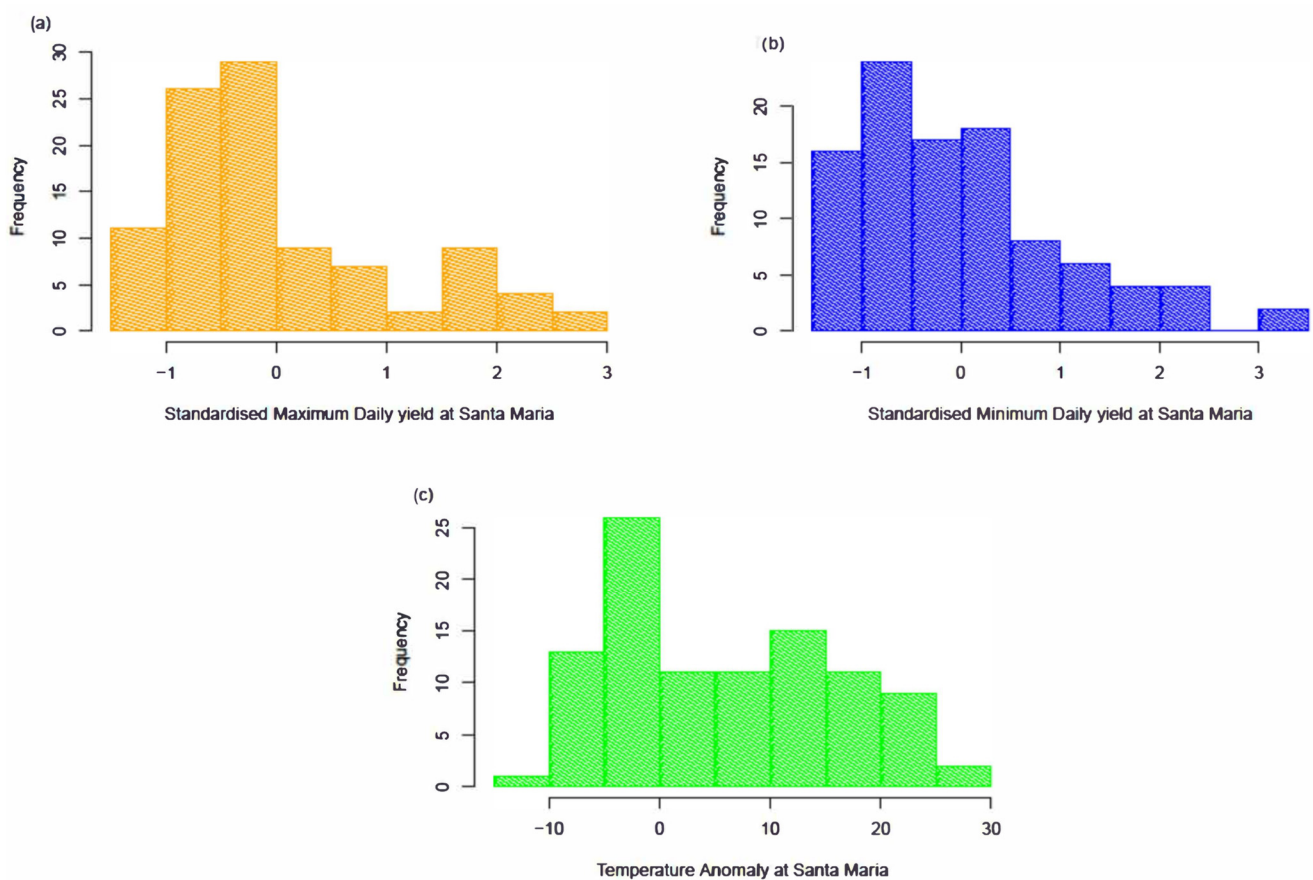 (a)
30
25
20
15
10
5
0
Frequency
−1 0 1 2 3
Standardised Maximum Daily yield at Santa Maria
(b)
20
15
10
5
0
Frequency
−1 0 1 2 3
Standardised Minimum Daily yield at Santa Maria
(c)
25
20
15
10
5
0
Frequency
−10 0 10 20 30
Temperature Anomaly at Santa Maria